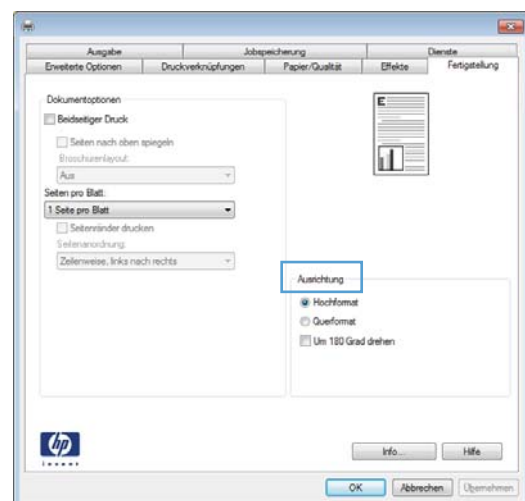 Ausgabe Jobspeicherung Dienste
Erweiterte Optionen Druckverknüpfungen Papier/Qualität Effekte Fertigstellung
Dokumentoptionen
Beidseitiger Druck
Seiten nach oben spiegeln
Broschürenlayout:
Aus
Seiten pro Blatt:
1 Seite pro Blatt
Seitenränder drucken
Seitenanordnung:
Zeilenweise, links nach rechts
E
Ausrichtung
Hochformat
Querformat
Um 180 Grad drehen
hp
invent
Info... Hilfe
OK Abbrechen Übernehmen